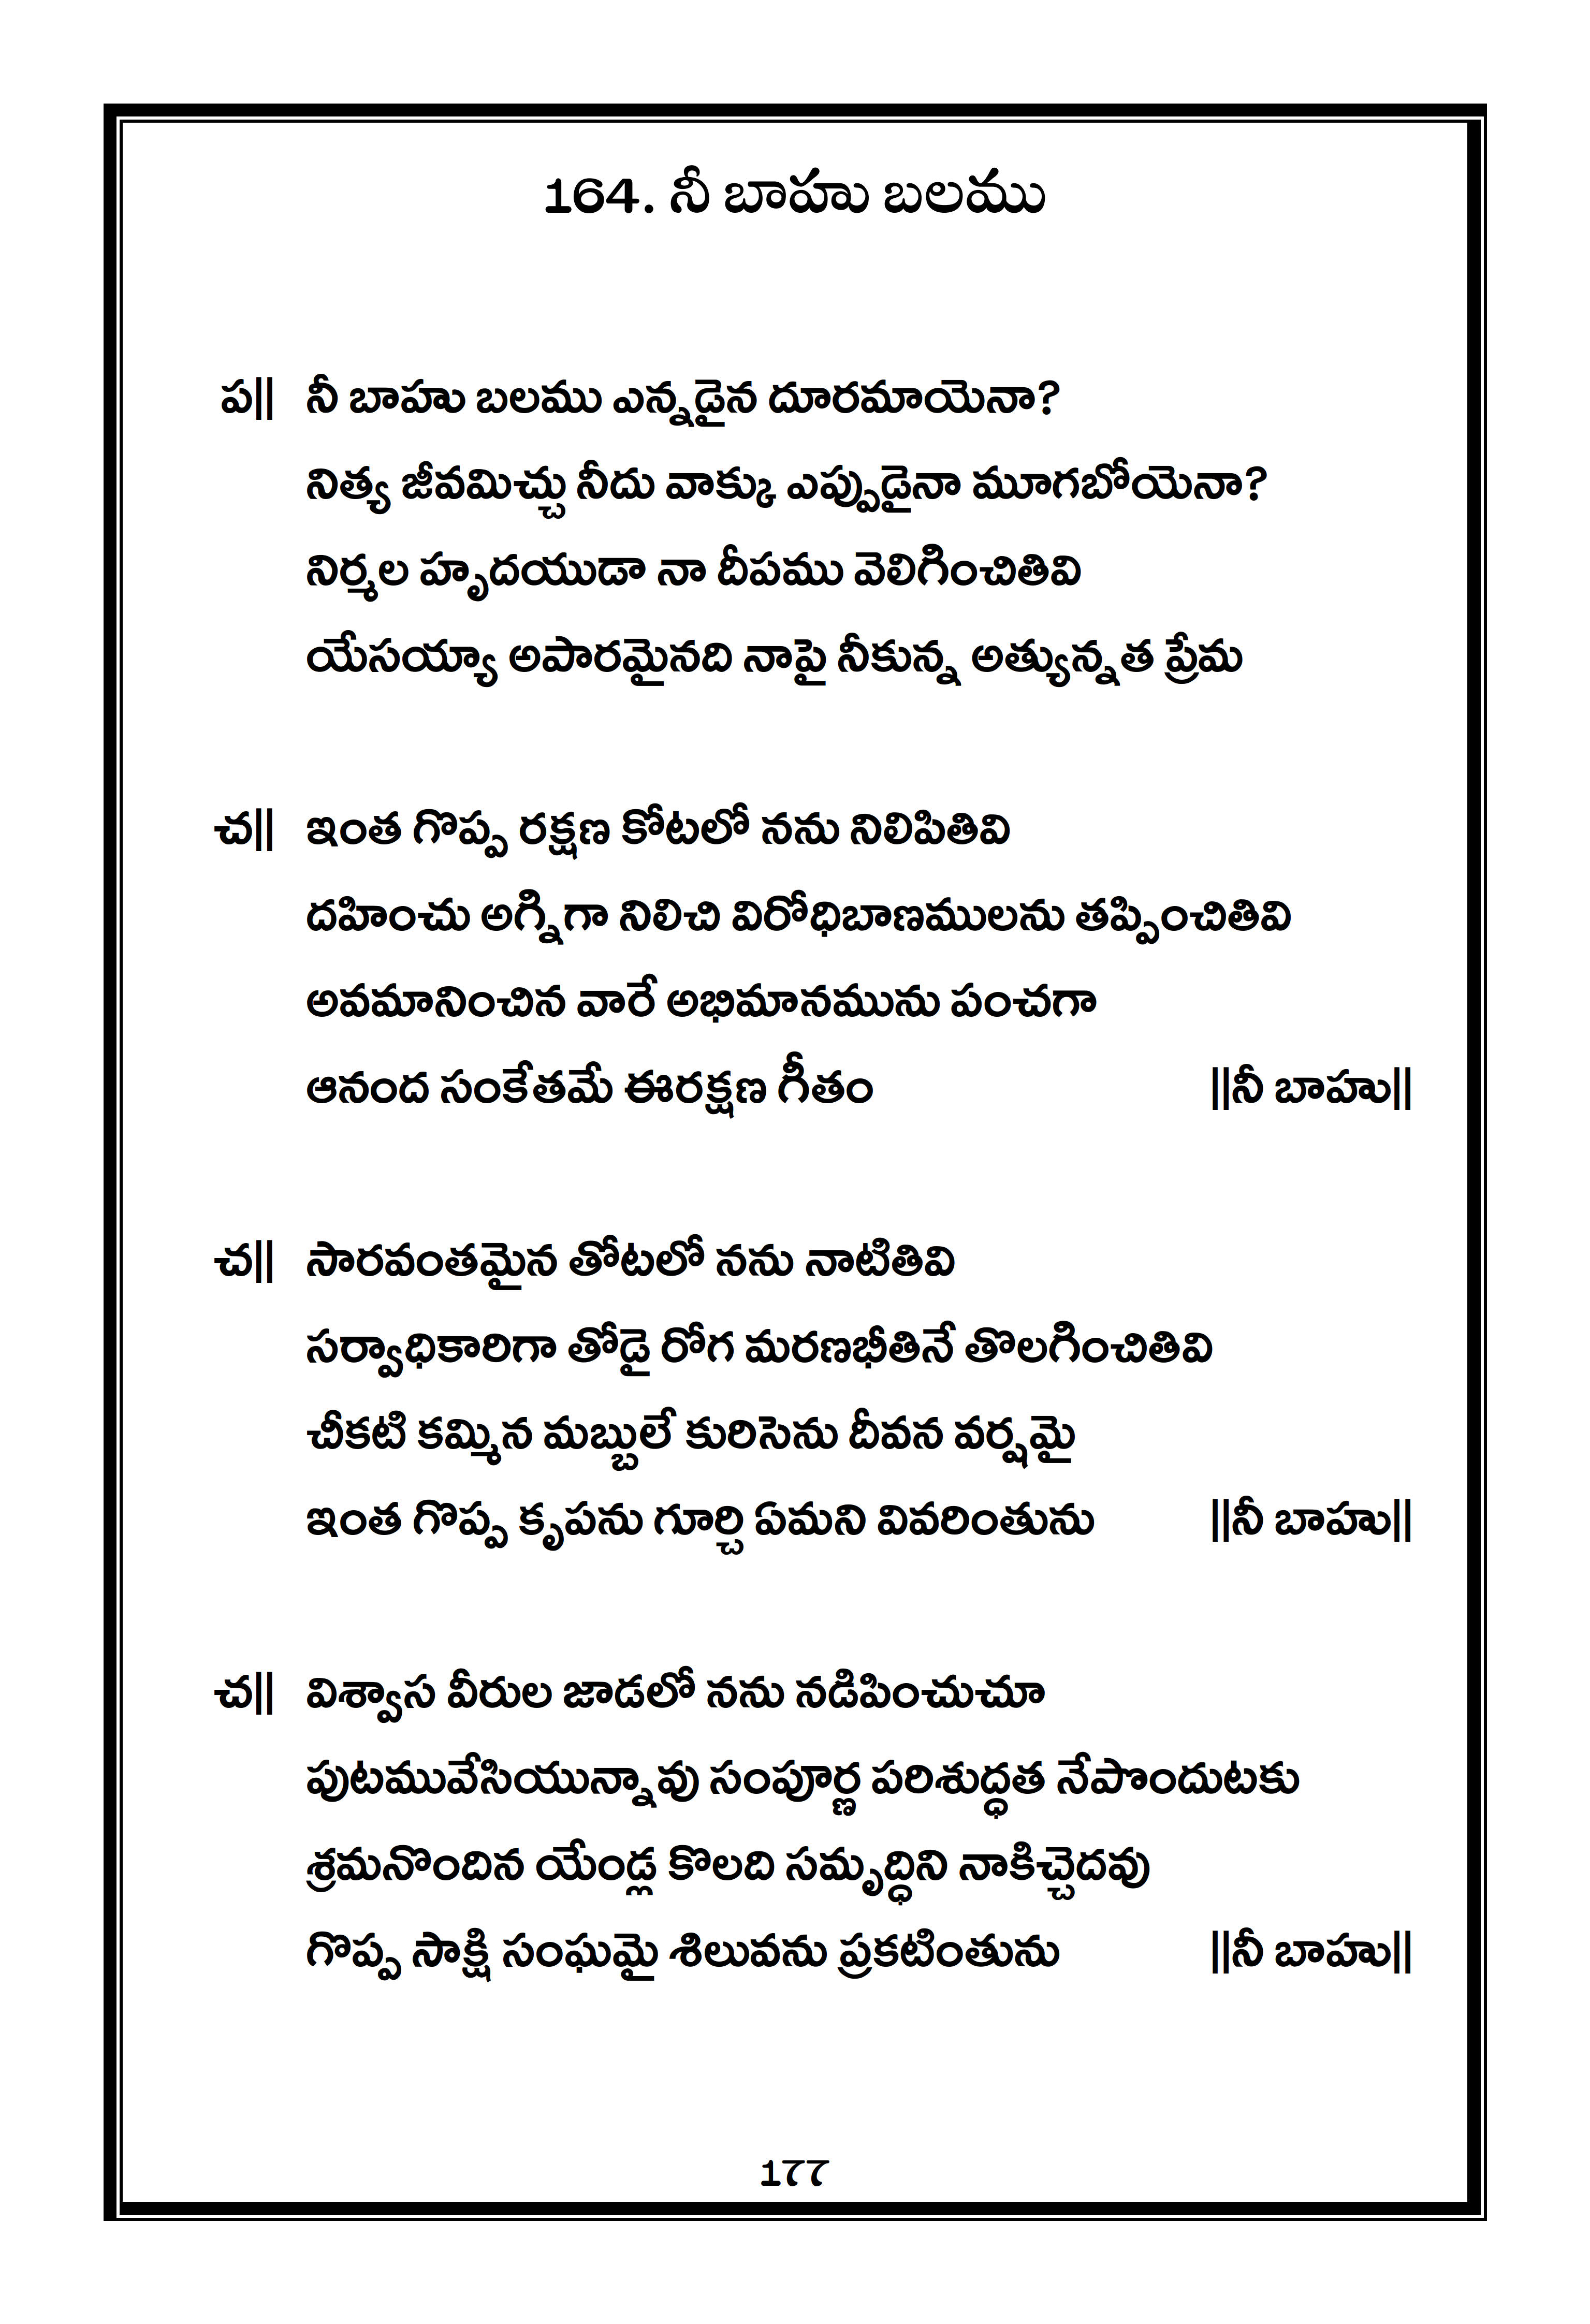 164. నీ బాహు బలము
ప|| నీ బాహు బలము ఎన్నడైన దూరమాయెనా?
నిత్య జీవమిచ్చు నీదు వాక్కు ఎప్పుడైనా మూగబోయెనా?
నిర్మల హృదయుడా నా దీపము వెలిగించితివి
యేసయ్యా అపారమైనది నాపై నీకున్న అత్యున్నత ప్రేమ
చ|| ఇంత గొప్ప రక్షణ కోటలో నను నిలిపితివి
దహించు అగ్నిగా నిలిచి విరోధిబాణములను తప్పించితివి
అవమానించిన వారే అభిమానమును పంచగా
ఆనంద సంకేతమే ఈరక్షణ గీతం ||నీ బాహు||
చ|| సారవంతమైన తోటలో నను నాటితివి
సర్వాధికారిగా తోడై రోగ మరణభీతినే తొలగించితివి
చీకటి కమ్మిన మబ్బులే కురిసెను దీవన వర్షమై
ఇంత గొప్ప కృపను గూర్చి ఏమని వివరింతును ||నీ బాహు||
చ|| విశ్వాస వీరుల జాడలో నను నడిపించుచూ
పుటమువేసియున్నావు సంపూర్ణ పరిశుద్ధత నేపొందుటకు
శ్రమనొందిన యేండ్ల కొలది సమృద్ధిని నాకిచ్చెదవు
గొప్ప సాక్షి సంఘమై శిలువను ప్రకటింతును ||నీ బాహు||
177